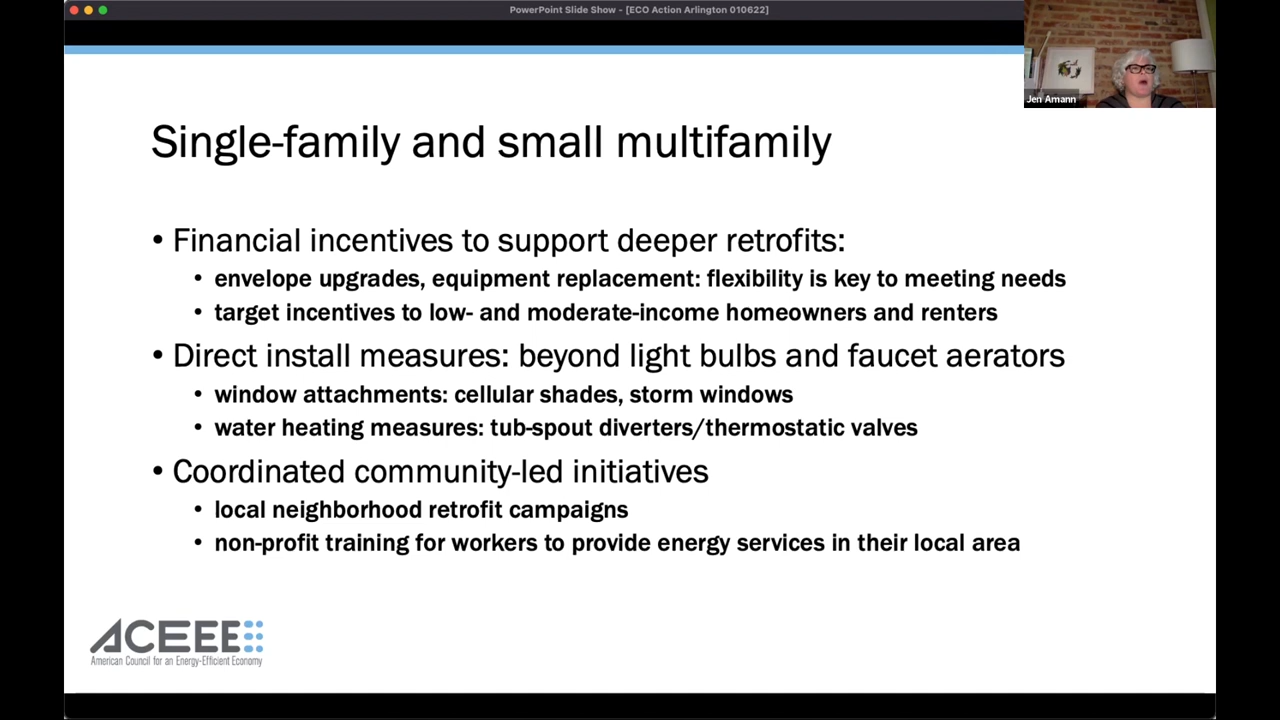 PowerPoint Slide Show - [ECO Action Arlington 010622]
Jen Amann
Single-family and small multifamily
• Financial incentives to support deeper retrofits:
• envelope upgrades, equipment replacement: flexibility is key to meeting needs
• target incentives to low- and moderate-income homeowners and renters
• Direct install measures: beyond light bulbs and faucet aerators
• window attachments: cellular shades, storm windows
• water heating measures: tub-spout diverters/thermostatic valves
• Coordinated community-led initiatives
• local neighborhood retrofit campaigns
• non-profit training for workers to provide energy services in their local area
ACEEE
American Council for an Energy-Efficient Economy